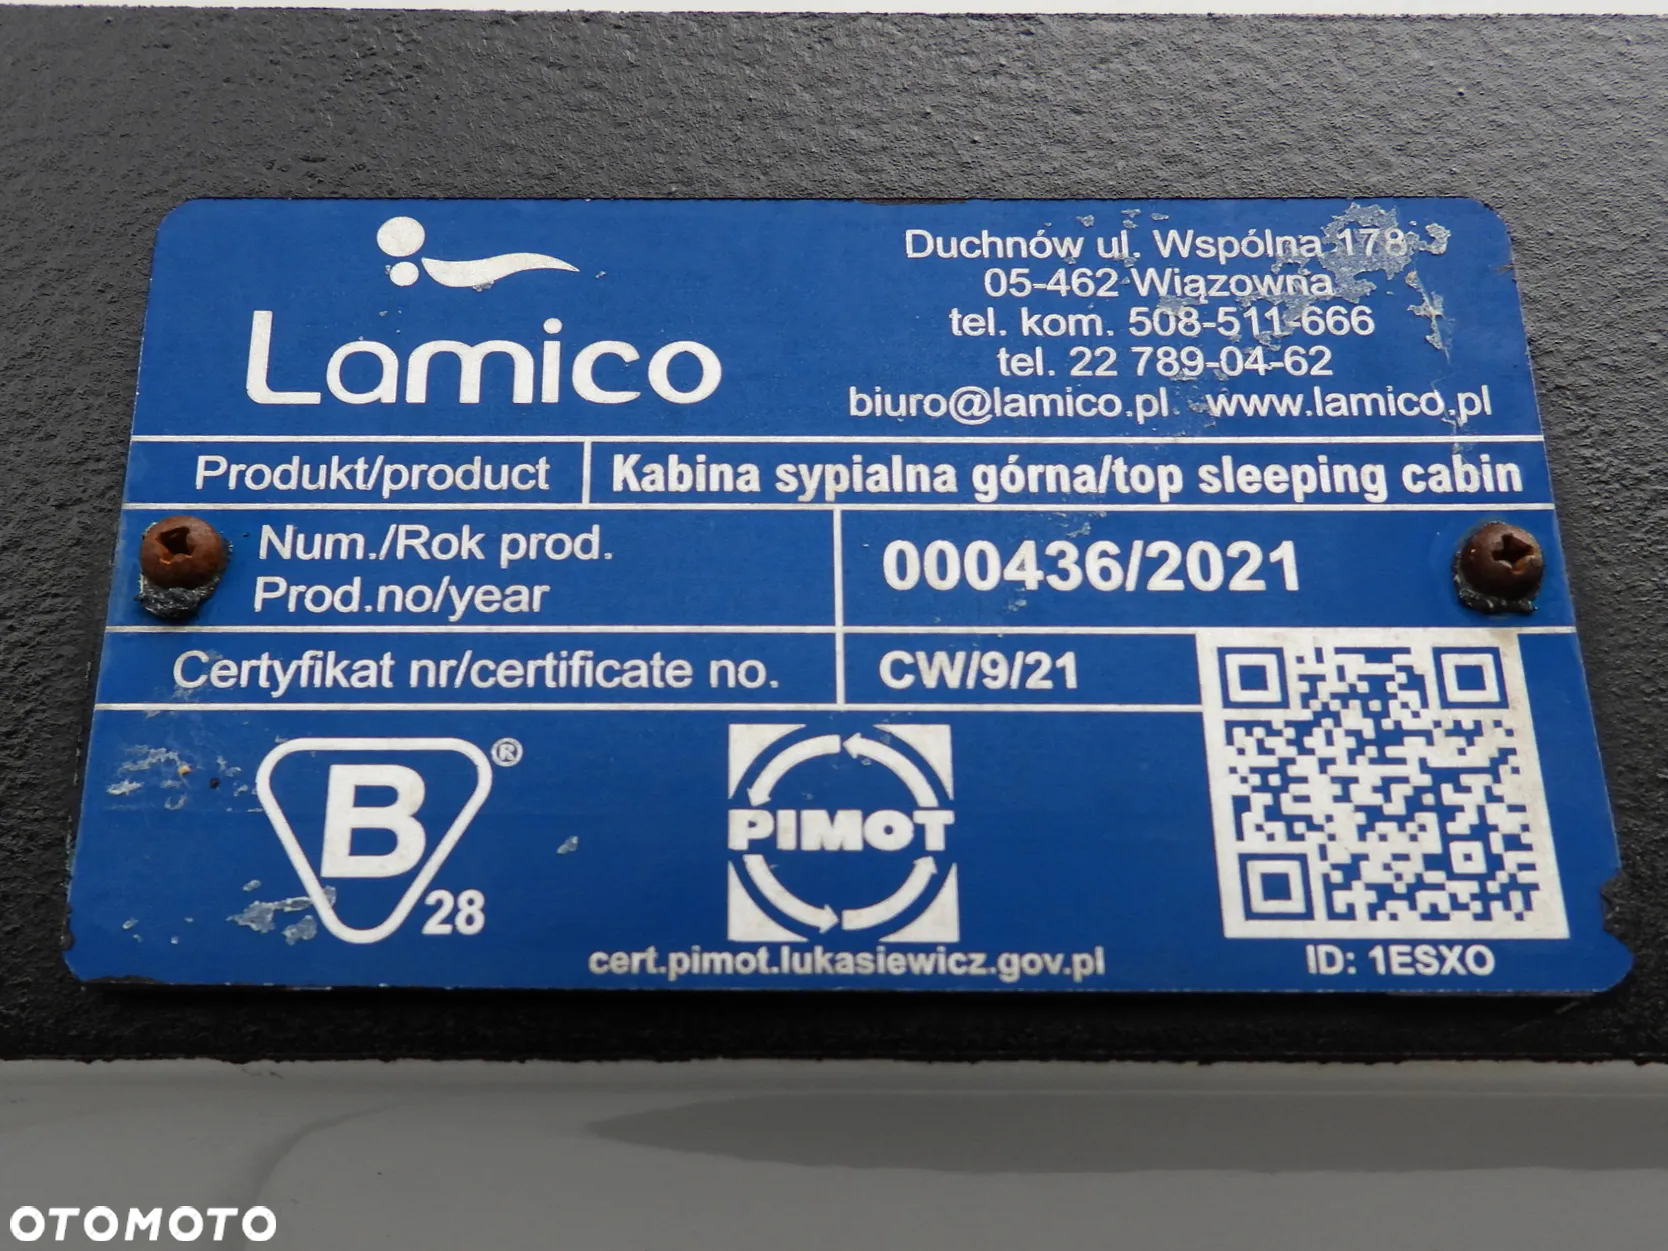 Lamico
Duchnów ul. Wspólna 178
05-462 Wiązowna
tel. kom. 508-511-666
tel. 22 789-04-62
biuro@lamico.pl www.lamico.pl
Produkt/product
Kabina sypialna górna/top sleeping cabin
Num./Rok prod.
Prod.no/year
000436/2021
Certyfikat nr/certificate no.
CW/9/21
B ®
28
PIMOT
cert.pimot.lukasiewicz.gov.pl
ID: 1ESXO
OTOMOTO